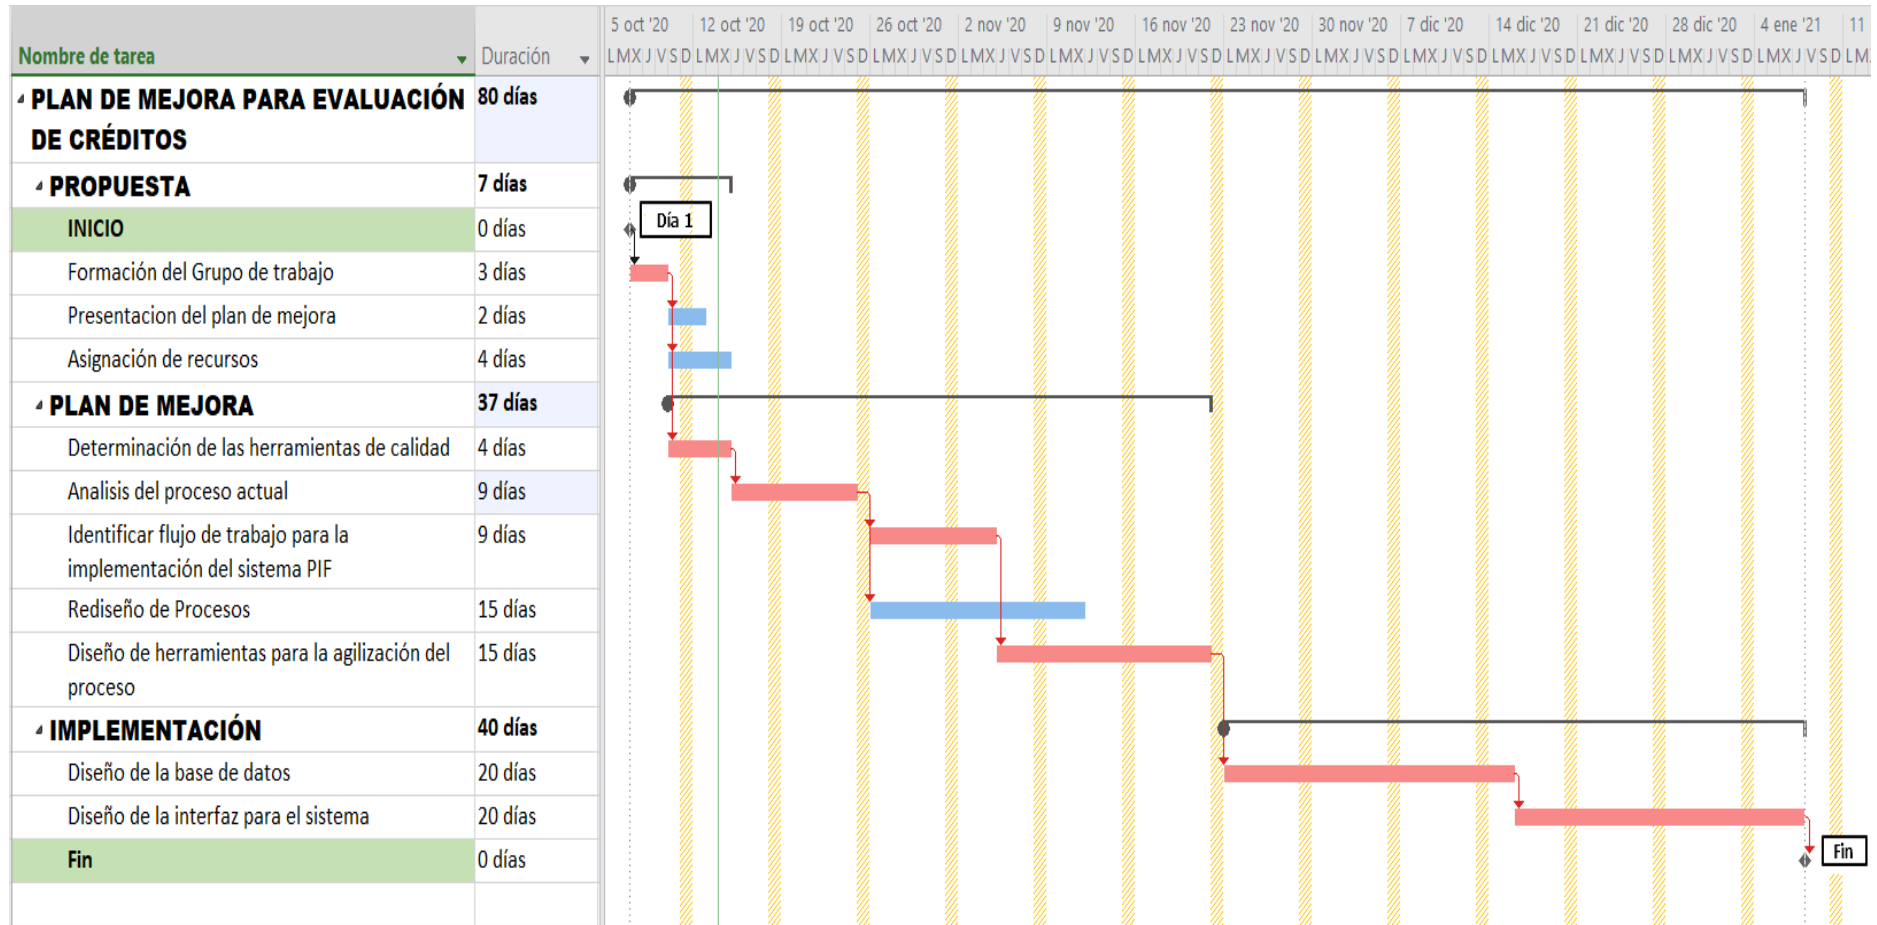 5 oct '20 12 oct '20 19 oct '20 26 oct '20 2 nov '20 9 nov '20 16 nov '20 23 nov '20 30 nov '20 7 dic '20 14 dic '20 21 dic '20 28 dic '20 4 ene '21 11
Nombre de tarea Duración L M X J V S D L M X J V S D L M X J V S D L M X J V S D L M X J V S D L M X J V S D L M X J V S D L M X J V S D L M X J V S D L M X J V S D L M X J V S D L M X J V S D L M X J V S D L M X J V S D L M
PLAN DE MEJORA PARA EVALUACIÓN 80 días
DE CRÉDITOS
PROPUESTA 7 días
INICIO 0 días Día 1
Formación del Grupo de trabajo 3 días
Presentacion del plan de mejora 2 días
Asignación de recursos 4 días
PLAN DE MEJORA 37 días
Determinación de las herramientas de calidad 4 días
Analisis del proceso actual 9 días
Identificar flujo de trabajo para la 9 días
implementación del sistema PIF
Rediseño de Procesos 15 días
Diseño de herramientas para la agilización del 15 días
proceso
IMPLEMENTACIÓN 40 días
Diseño de la base de datos 20 días
Diseño de la interfaz para el sistema 20 días
Fin 0 días Fin